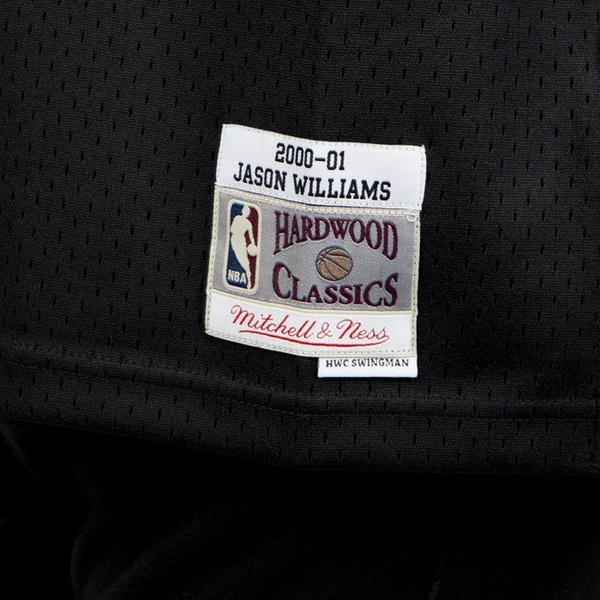 2000-01
JASON WILLIAMS
HARDWOOD
NBA
CLASSICS
Mitchell & Ness
HWC SWINGMAN